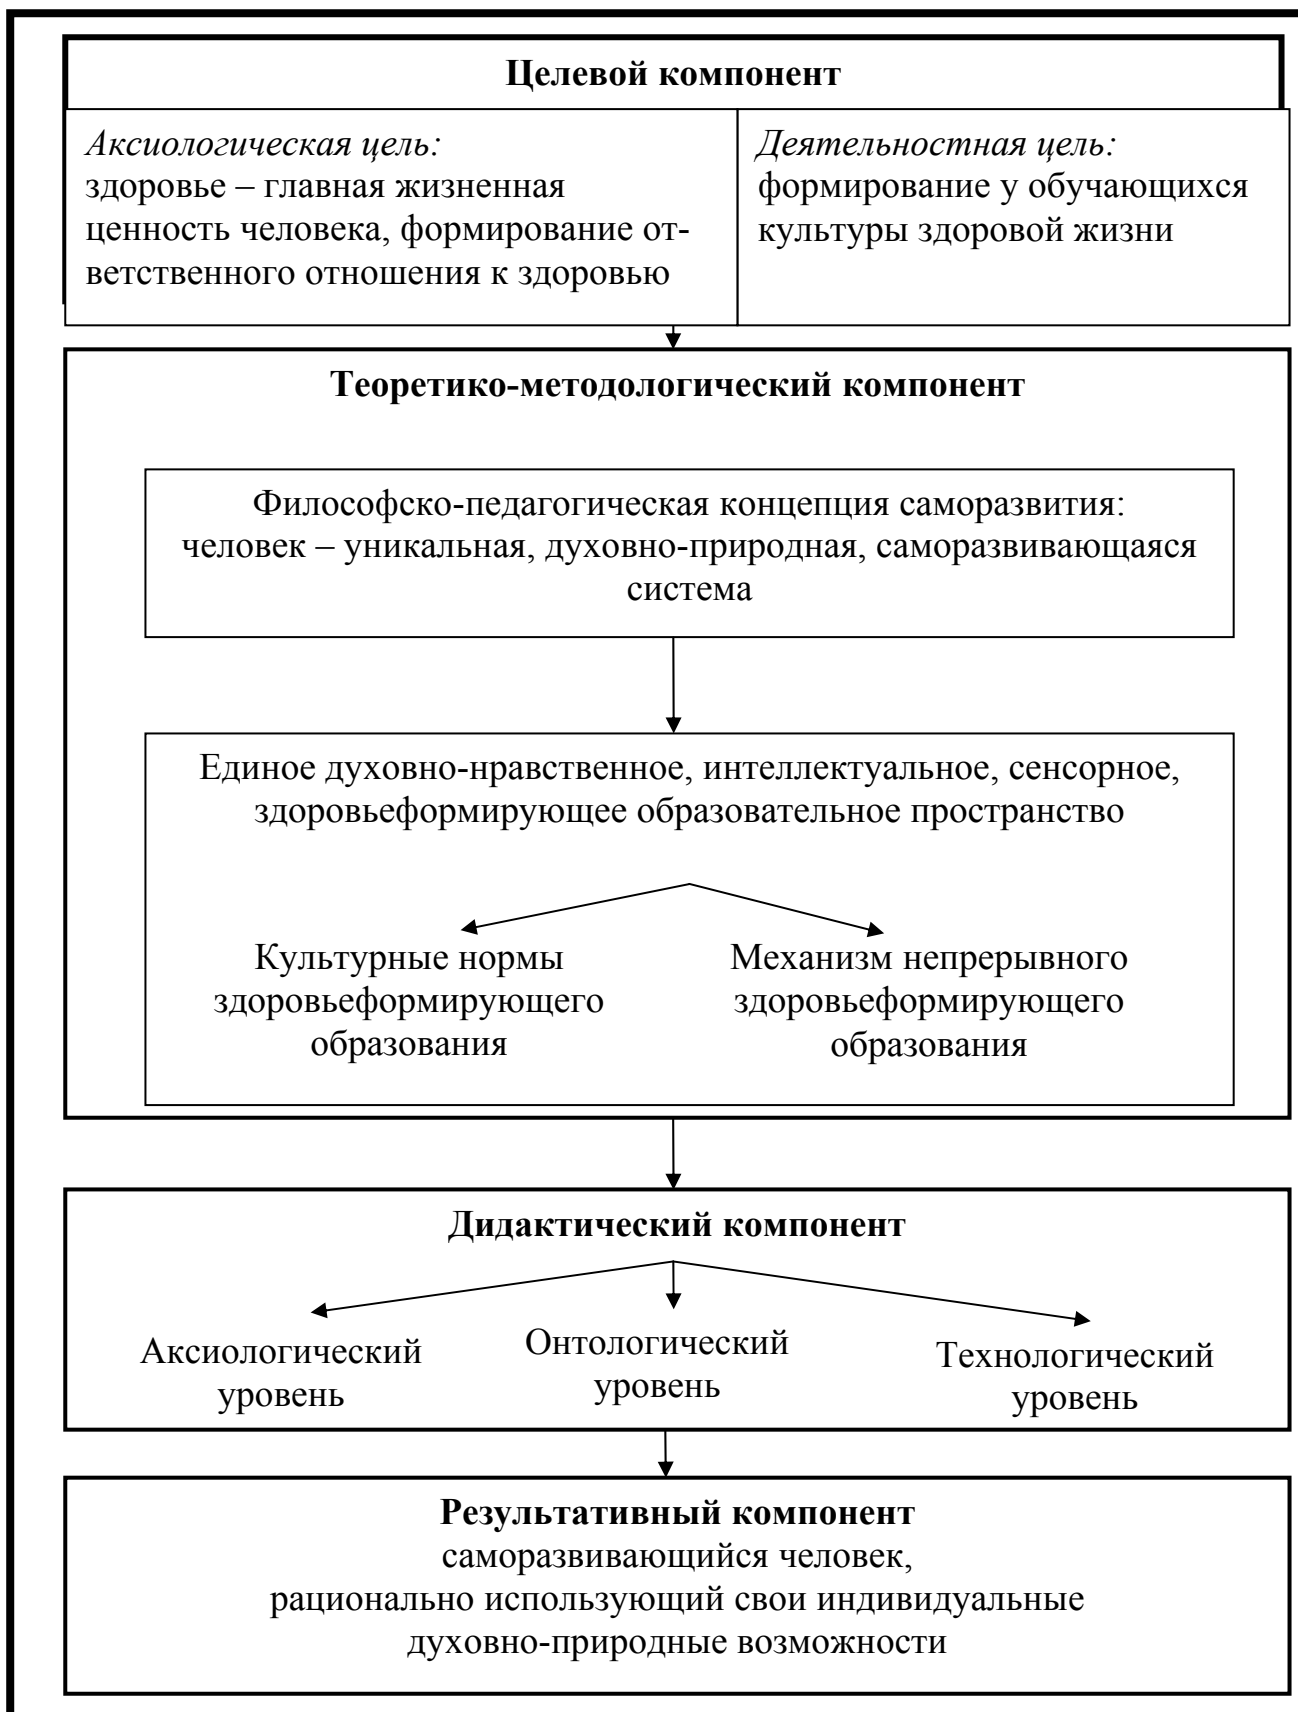 Целевой компонент
Аксиологическая цель:
здоровье – главная жизненная
ценность человека, формирование от-
ветственного отношения к здоровью
Деятельностная цель:
формирование у обучающихся
культуры здоровой жизни
Теоретико-методологический компонент
Философско-педагогическая концепция саморазвития:
человек – уникальная, духовно-природная, саморазвивающаяся
система
Единое духовно-нравственное, интеллектуальное, сенсорное,
здоровьеформирующее образовательное пространство
Культурные нормы
здоровьеформирующего
образования
Механизм непрерывного
здоровьеформирующего
образования
Дидактический компонент
Аксиологический
уровень
Онтологический
уровень
Технологический
уровень
Результативный компонент
саморазвивающийся человек,
рационально использующий свои индивидуальные
духовно-природные возможности